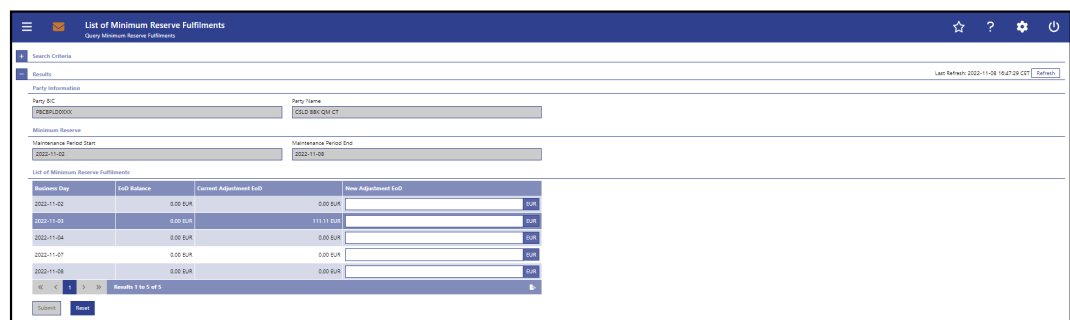 List of Minimum Reserve Fulfilments
Query Minimum Reserve Fulfilments
Search Criteria
Results
Last Refresh: 2022-11-08 16:47:29 CET Refresh
Party Information
Party BIC Party Name
PBCBPLD0XXX CSLD BBK QM CT
Minimum Reserve
Maintenance Period Start Maintenance Period End
2022-11-02 2022-11-08
List of Minimum Reserve Fulfilments
Business Day EoD Balance Current Adjustment EoD New Adjustment EoD
2022-11-02 0.00 EUR 0.00 EUR EUR
2022-11-03 0.00 EUR 111.11 EUR EUR
2022-11-04 0.00 EUR 0.00 EUR EUR
2022-11-07 0.00 EUR 0.00 EUR EUR
2022-11-08 0.00 EUR 0.00 EUR EUR
1 Results 1 to 5 of 5
Submit Reset